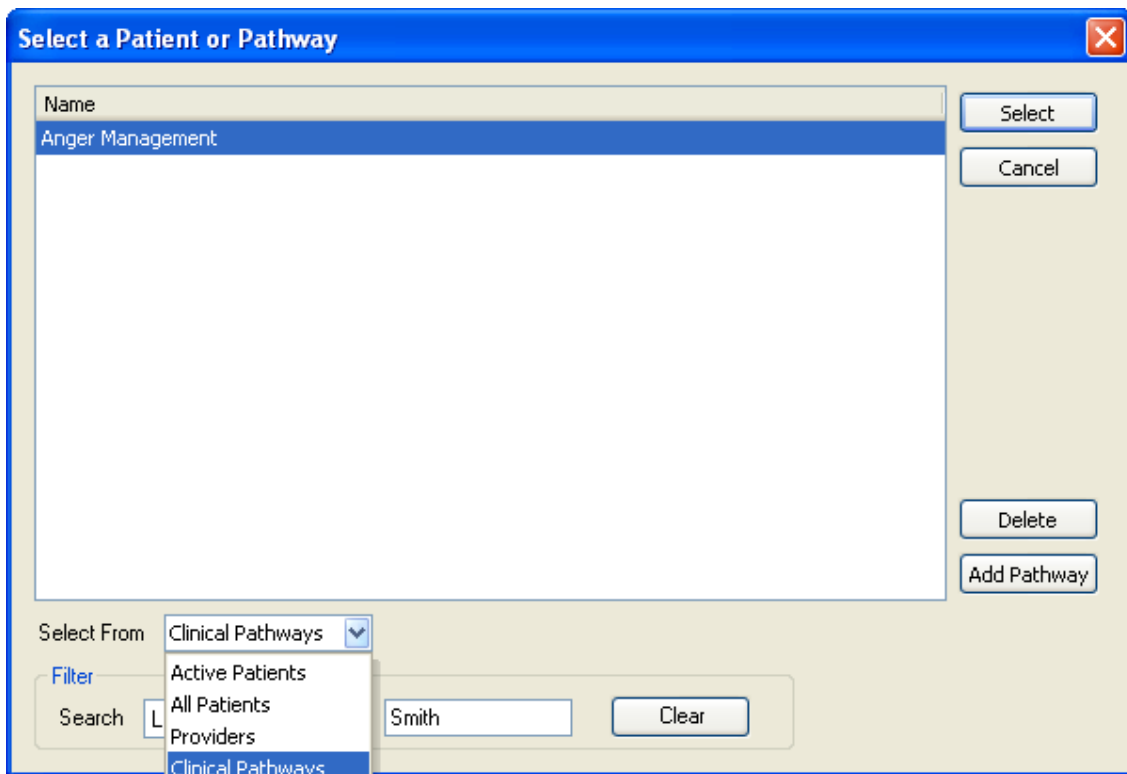 Select a Patient or Pathway
Name
Anger Management
Select
Cancel
Delete
Add Pathway
Select From Clinical Pathways
Active Patients
All Patients
Providers
Clinical Pathways
Filter
Search L Smith Clear